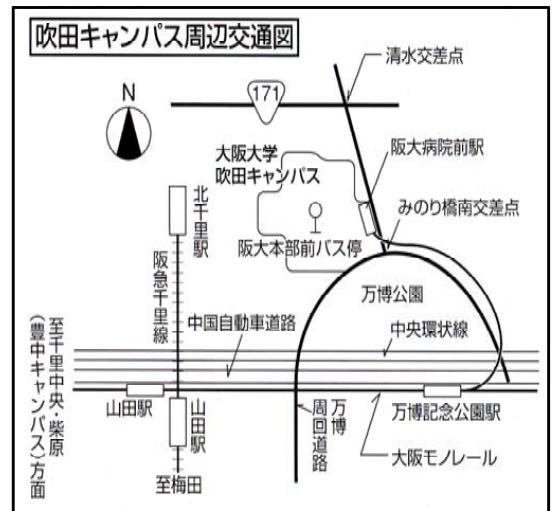 吹田キャンパス周辺交通図
清水交差点
N
171
大阪大学
吹田キャンパス
阪大病院前駅
北千里駅
みのり橋南交差点
阪大本部前バス停
阪急千里線
万博公園
中国自動車道路
中央環状線
至千里中央・柴原
(豊中キャンパス)方面
山田駅
山田駅
万博
周回道路
万博記念公園駅
大阪モノレール
至梅田